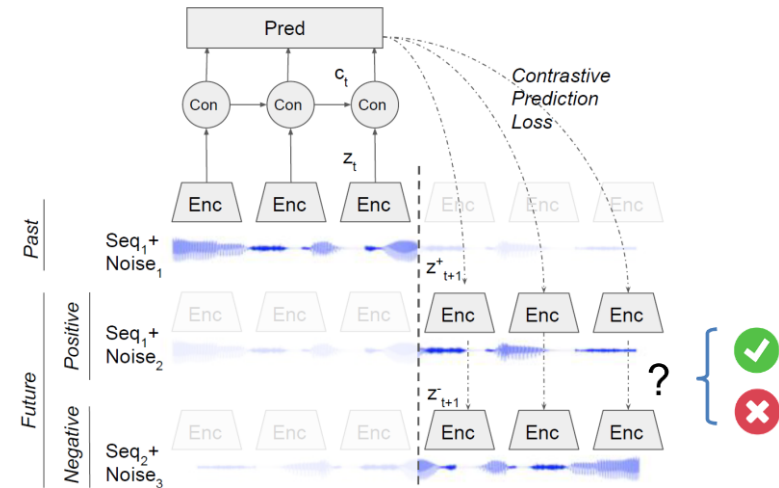 Pred
c_t
Contrastive
Prediction
Loss
Con Con Con
z_t
Enc Enc Enc Enc Enc Enc
Past
Seq_1+
Noise_1
z^+_t+1
Enc Enc Enc Enc Enc Enc
Future
Positive
Seq_1+
Noise_2
?
z^-_t+1
Enc Enc Enc Enc Enc Enc
Negative
Seq_2+
Noise_3